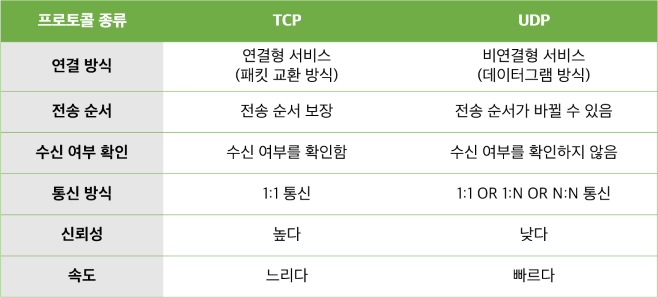 프로토콜 종류 TCP UDP
연결 방식 연결형 서비스 비연결형 서비스
(패킷 교환 방식) (데이터그램 방식)
전송 순서 전송 순서 보장 전송 순서가 바뀔 수 있음
수신 여부 확인 수신 여부를 확인함 수신 여부를 확인하지 않음
통신 방식 1:1 통신 1:1 OR 1:N OR N:N 통신
신뢰성 높다 낮다
속도 느리다 빠르다